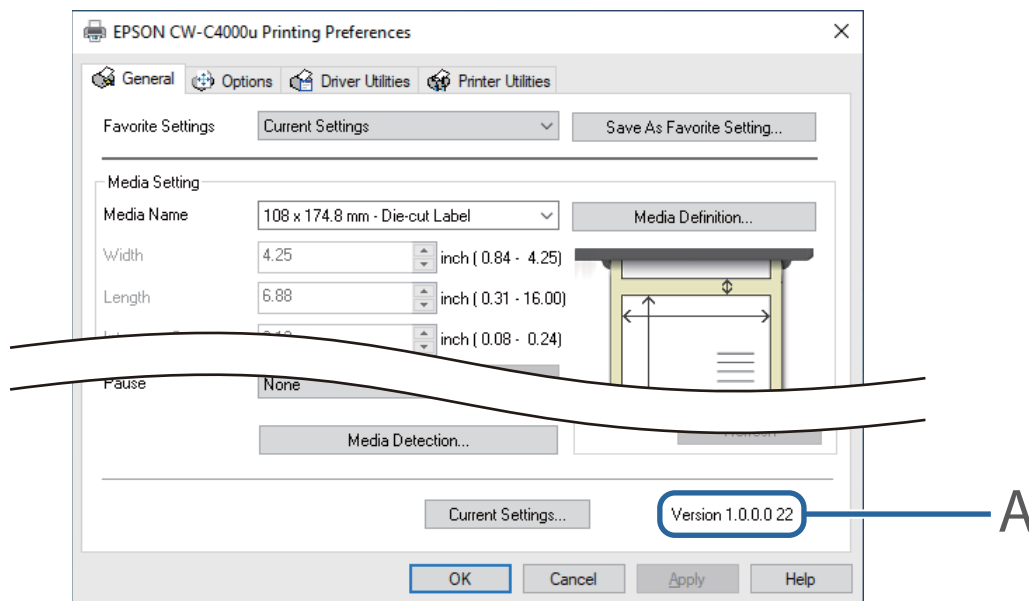 EPSON CW-C4000u Printing Preferences
General Options Driver Utilities Printer Utilities
Favorite Settings Current Settings Save As Favorite Setting...
Media Setting
Media Name 108 x 174.8 mm - Die-cut Label Media Definition...
Width 4.25 inch ( 0.84 - 4.25)
Length 6.88 inch ( 0.31 - 16.00)
inch ( 0.08 - 0.24)
Pause None
Media Detection...
Current Settings... Version 1.0.0.0 22 A
OK Cancel Apply Help